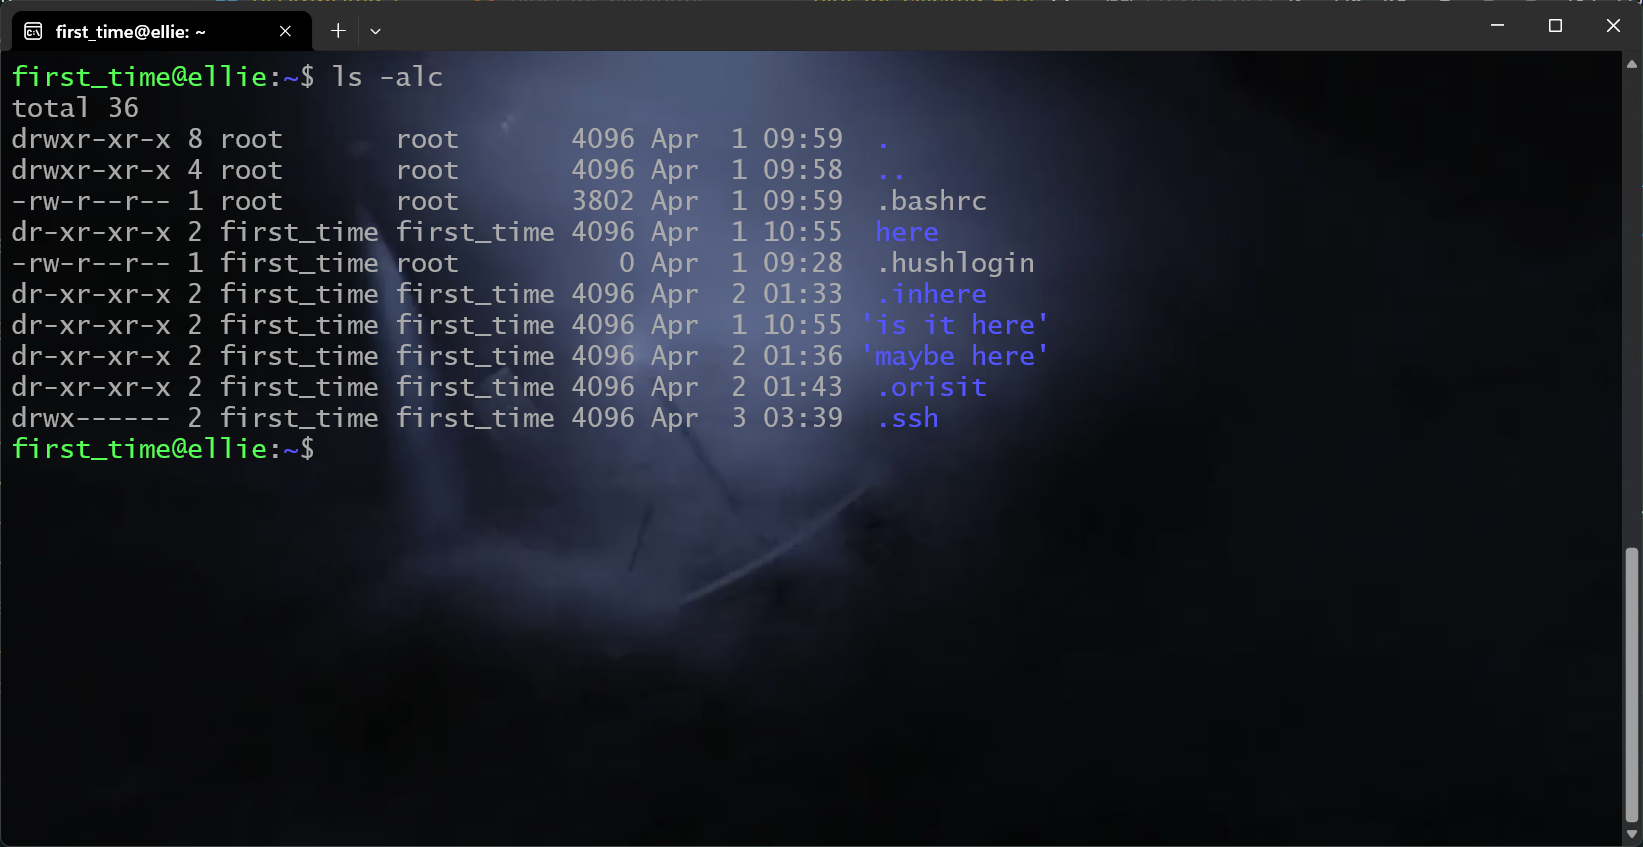 first_time@ellie: ~
first_time@ellie:~$ ls -alc
total 36
drwxr-xr-x 8 root       root       4096 Apr  1 09:59  .
drwxr-xr-x 4 root       root       4096 Apr  1 09:58  ..
-rw-r--r-- 1 root       root       3802 Apr  1 09:59  .bashrc
dr-xr-xr-x 2 first_time first_time 4096 Apr  1 10:55  here
-rw-r--r-- 1 first_time root          0 Apr  1 09:28  .hushlogin
dr-xr-xr-x 2 first_time first_time 4096 Apr  2 01:33  .inhere
dr-xr-xr-x 2 first_time first_time 4096 Apr  1 10:55 'is it here'
dr-xr-xr-x 2 first_time first_time 4096 Apr  2 01:36 'maybe here'
dr-xr-xr-x 2 first_time first_time 4096 Apr  2 01:43  .orisit
drwx------ 2 first_time first_time 4096 Apr  3 03:39  .ssh
first_time@ellie:~$